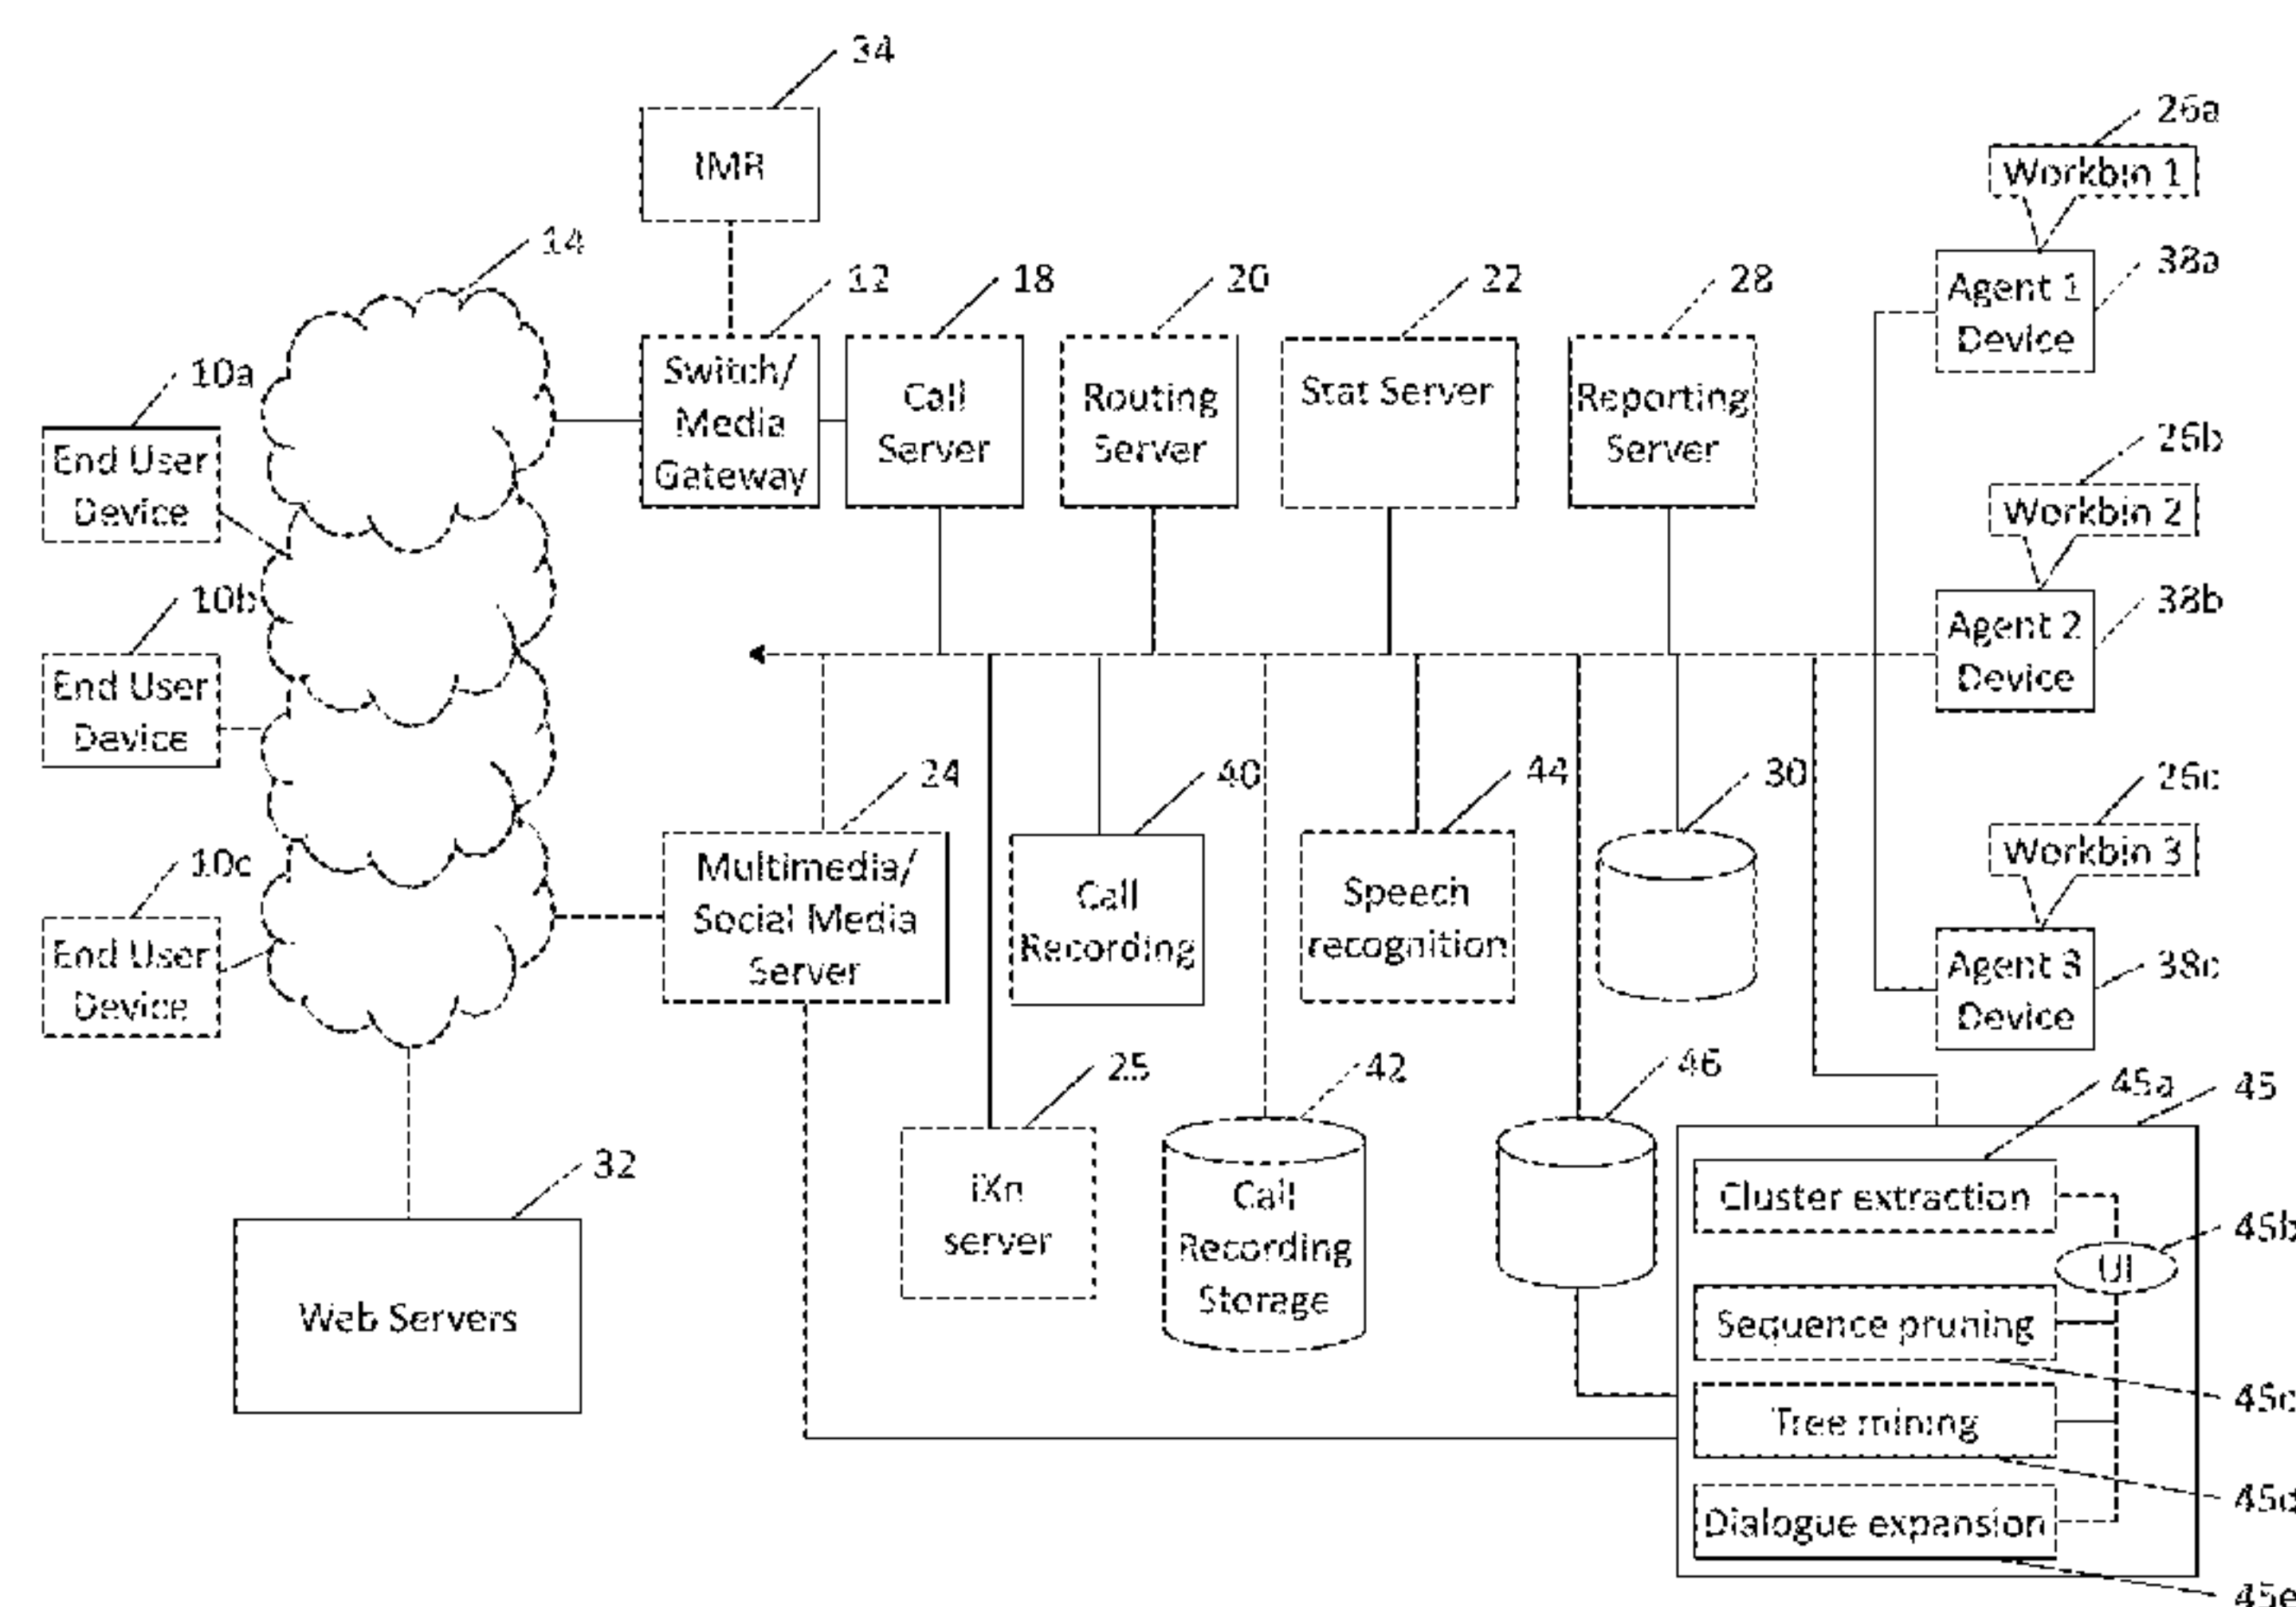 34
IMR
26a
Workbin 1
14
12
18
20
22
28
38a
Agent 1
Device
Switch/
Media
Gateway
Call
Server
Routing
Server
Stat Server
Reporting
Server
10a
End User
Device
26b
Workbin 2
38b
Agent 2
Device
10b
End User
Device
24
40
44
30
26c
Workbin 3
Multimedia/
Social Media
Server
Call
Recording
Speech
recognition
10c
End User
Device
38c
Agent 3
Device
25
42
46
45a
45
iXn
server
Call
Recording
Storage
32
Web Servers
Cluster extraction
45b
UI
Sequence pruning
45c
Tree mining
45d
Dialogue expansion
45e